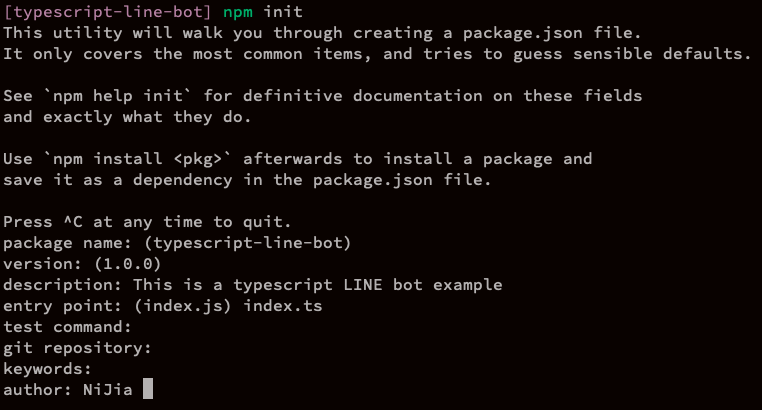 [typescript-line-bot] npm init
This utility will walk you through creating a package.json file.
It only covers the most common items, and tries to guess sensible defaults.
See `npm help init` for definitive documentation on these fields
and exactly what they do.
Use `npm install <pkg>` afterwards to install a package and
save it as a dependency in the package.json file.
Press ^C at any time to quit.
package name: (typescript-line-bot)
version: (1.0.0)
description: This is a typescript LINE bot example
entry point: (index.js) index.ts
test command:
git repository:
keywords:
author: NiJia